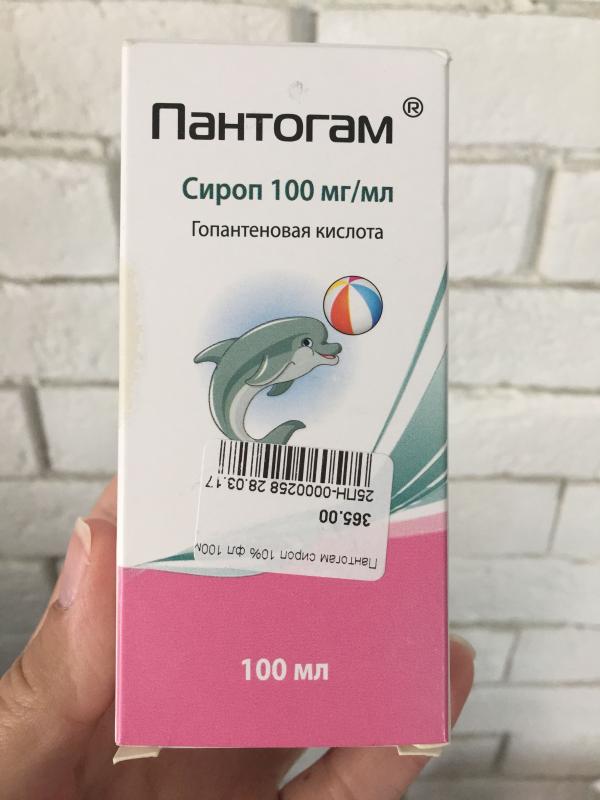 Пантогам®
Сироп 100 мг/мл
Гопантеновая кислота
Пантогам сироп 10% фл 100м
365.00
25ПН-0000258 28.03.17
100 мл